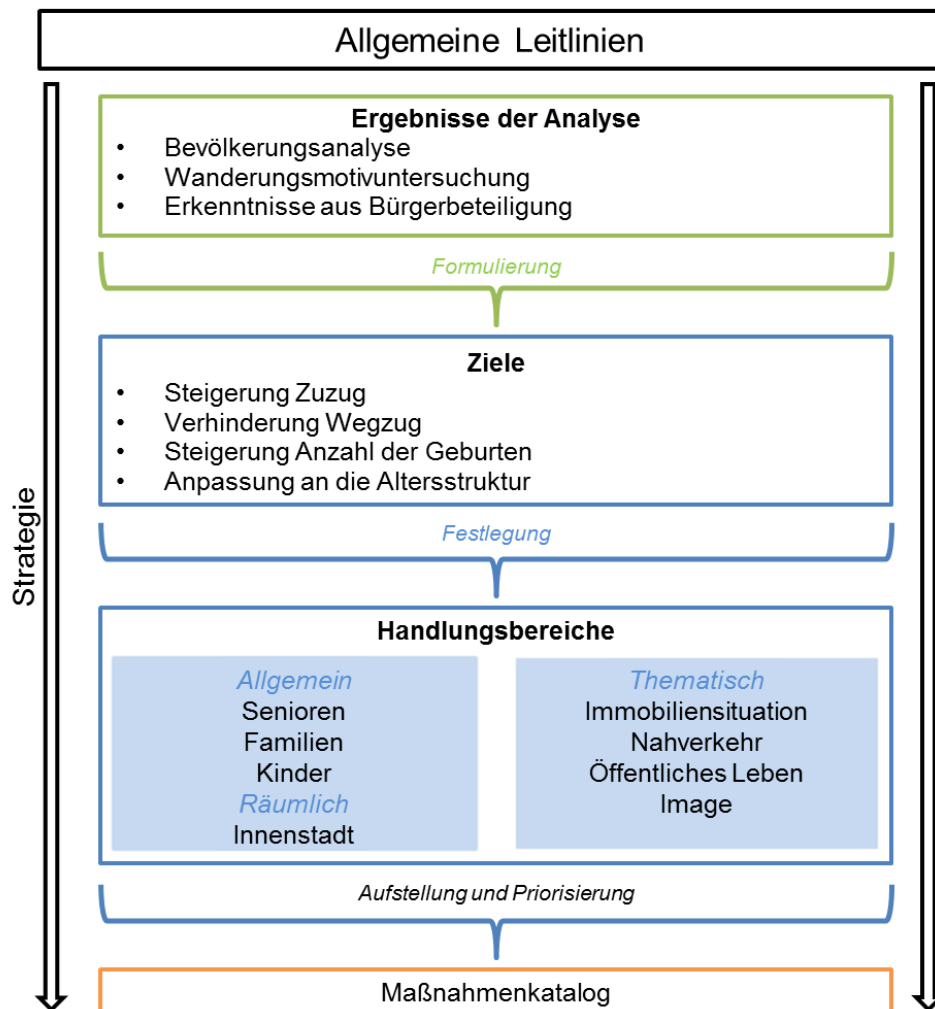 Allgemeine Leitlinien
Strategie
Ergebnisse der Analyse
• Bevölkerungsanalyse
• Wanderungsmotivuntersuchung
• Erkenntnisse aus Bürgerbeteiligung
Formulierung
Ziele
• Steigerung Zuzug
• Verhinderung Wegzug
• Steigerung Anzahl der Geburten
• Anpassung an die Altersstruktur
Festlegung
Handlungsbereiche
Allgemein
Senioren
Familien
Kinder
Räumlich
Innenstadt
Thematisch
Immobiliensituation
Nahverkehr
Öffentliches Leben
Image
Aufstellung und Priorisierung
Maßnahmenkatalog